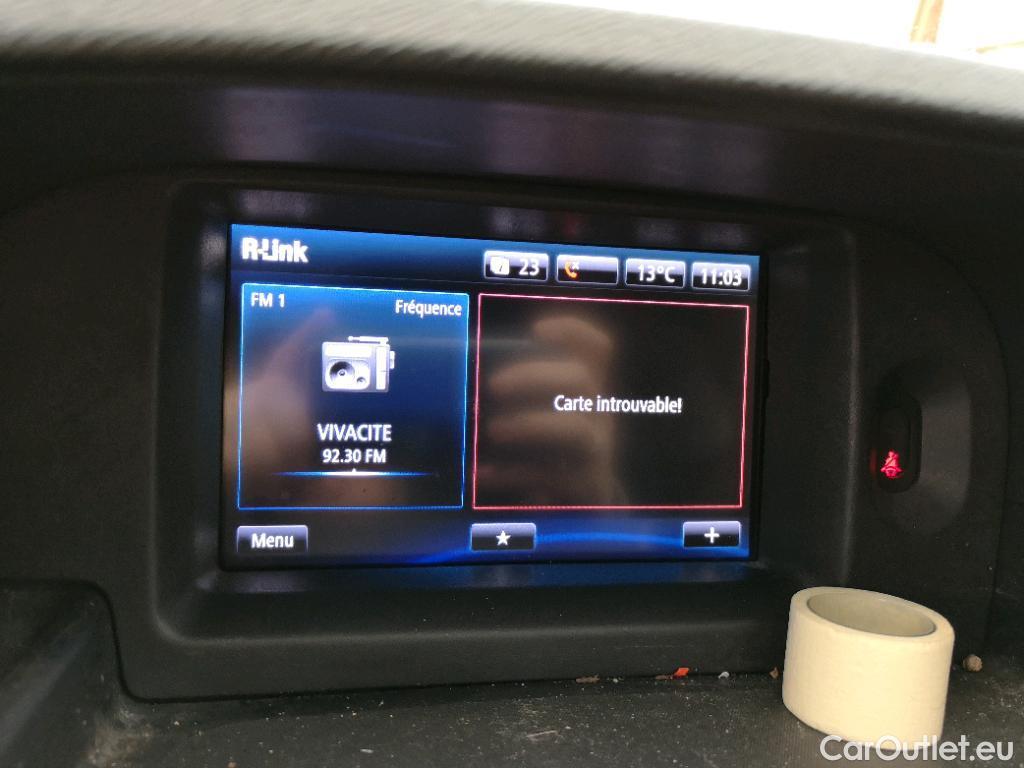 R-Link
23
13°C
11:03
FM 1
Fréquence
VIVACITE
92.30 FM
Carte introuvable!
Menu
CarOutlet.eu